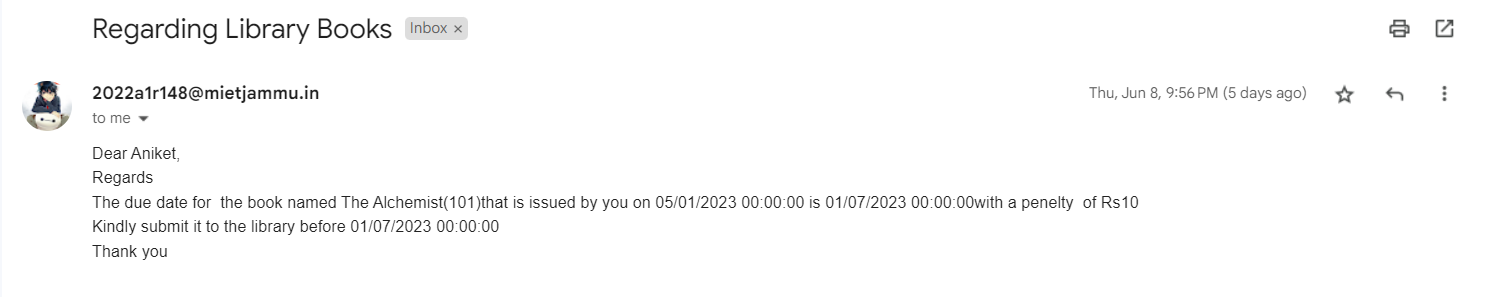 Regarding Library Books Inbox ×
2022a1r148@mietjammu.in Thu, Jun 8, 9:56 PM (5 days ago)
to me
Dear Aniket,
Regards
The due date for  the book named The Alchemist(101)that is issued by you on 05/01/2023 00:00:00 is 01/07/2023 00:00:00with a penelty  of Rs10
Kindly submit it to the library before 01/07/2023 00:00:00
Thank you